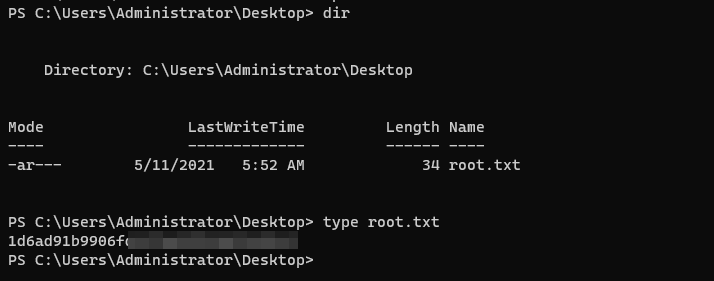 PS C:\Users\Administrator\Desktop> dir
Directory: C:\Users\Administrator\Desktop
Mode LastWriteTime Length Name
---- ------------- ------ ----
-ar--- 5/11/2021 5:52 AM 34 root.txt
PS C:\Users\Administrator\Desktop> type root.txt
1d6ad91b9906f
PS C:\Users\Administrator\Desktop>